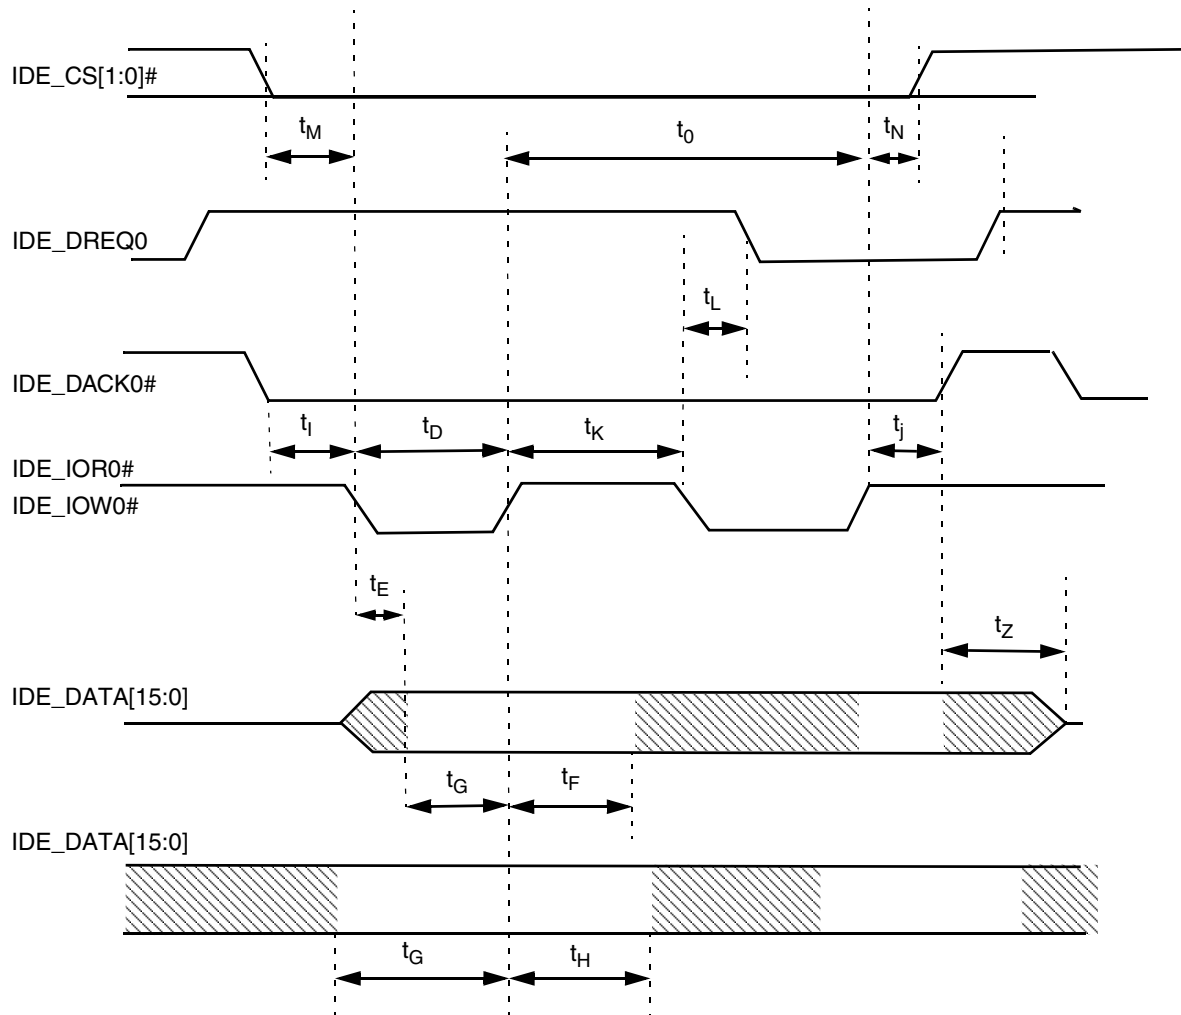 IDE_CS[1:0]#
tM
t0
tN
IDE_DREQ0
tL
IDE_DACK0#
tI
tD
tK
tj
IDE_IOR0#
IDE_IOW0#
tE
tZ
IDE_DATA[15:0]
tG
tF
IDE_DATA[15:0]
tG
tH